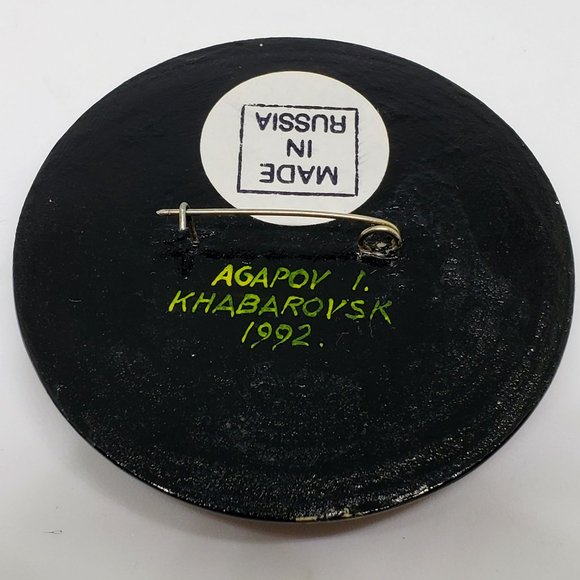 MADE
IN
RUSSIA
AGAPOV I.
KHABAROVSK
1992.